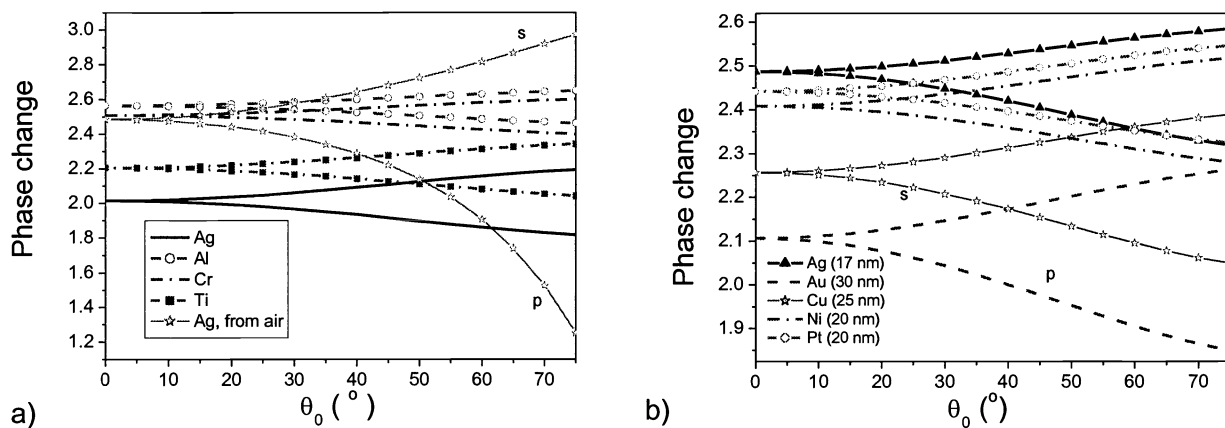 Phase change
3.0
2.8
2.6
2.4
2.2
2.0
1.8
1.6
1.4
1.2
s
p
Ag
Al
Cr
Ti
Ag, from air
0 10 20 30 40 50 60 70
θ0 ( o )
a)
Phase change
2.6
2.5
2.4
2.3
2.2
2.1
2.0
1.9
s
p
Ag (17 nm)
Au (30 nm)
Cu (25 nm)
Ni (20 nm)
Pt (20 nm)
0 10 20 30 40 50 60 70
θ0 (o)
b)